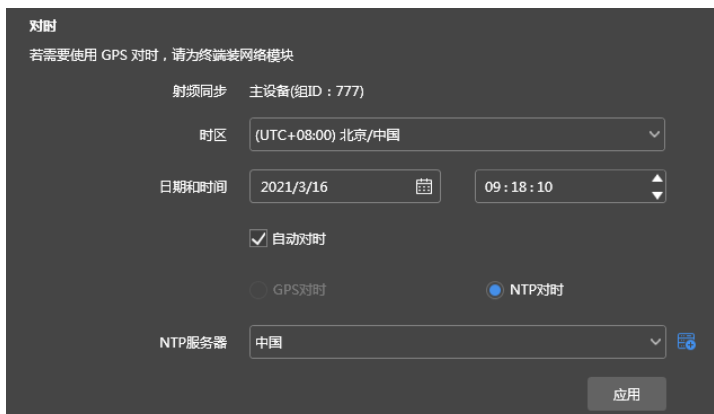 对时
若需要使用 GPS 对时，请为终端装网络模块
射频同步 主设备(组ID：777)
时区 (UTC+08:00) 北京/中国
日期和时间 2021/3/16 09:18:10
自动对时
GPS对时 NTP对时
NTP服务器 中国
应用